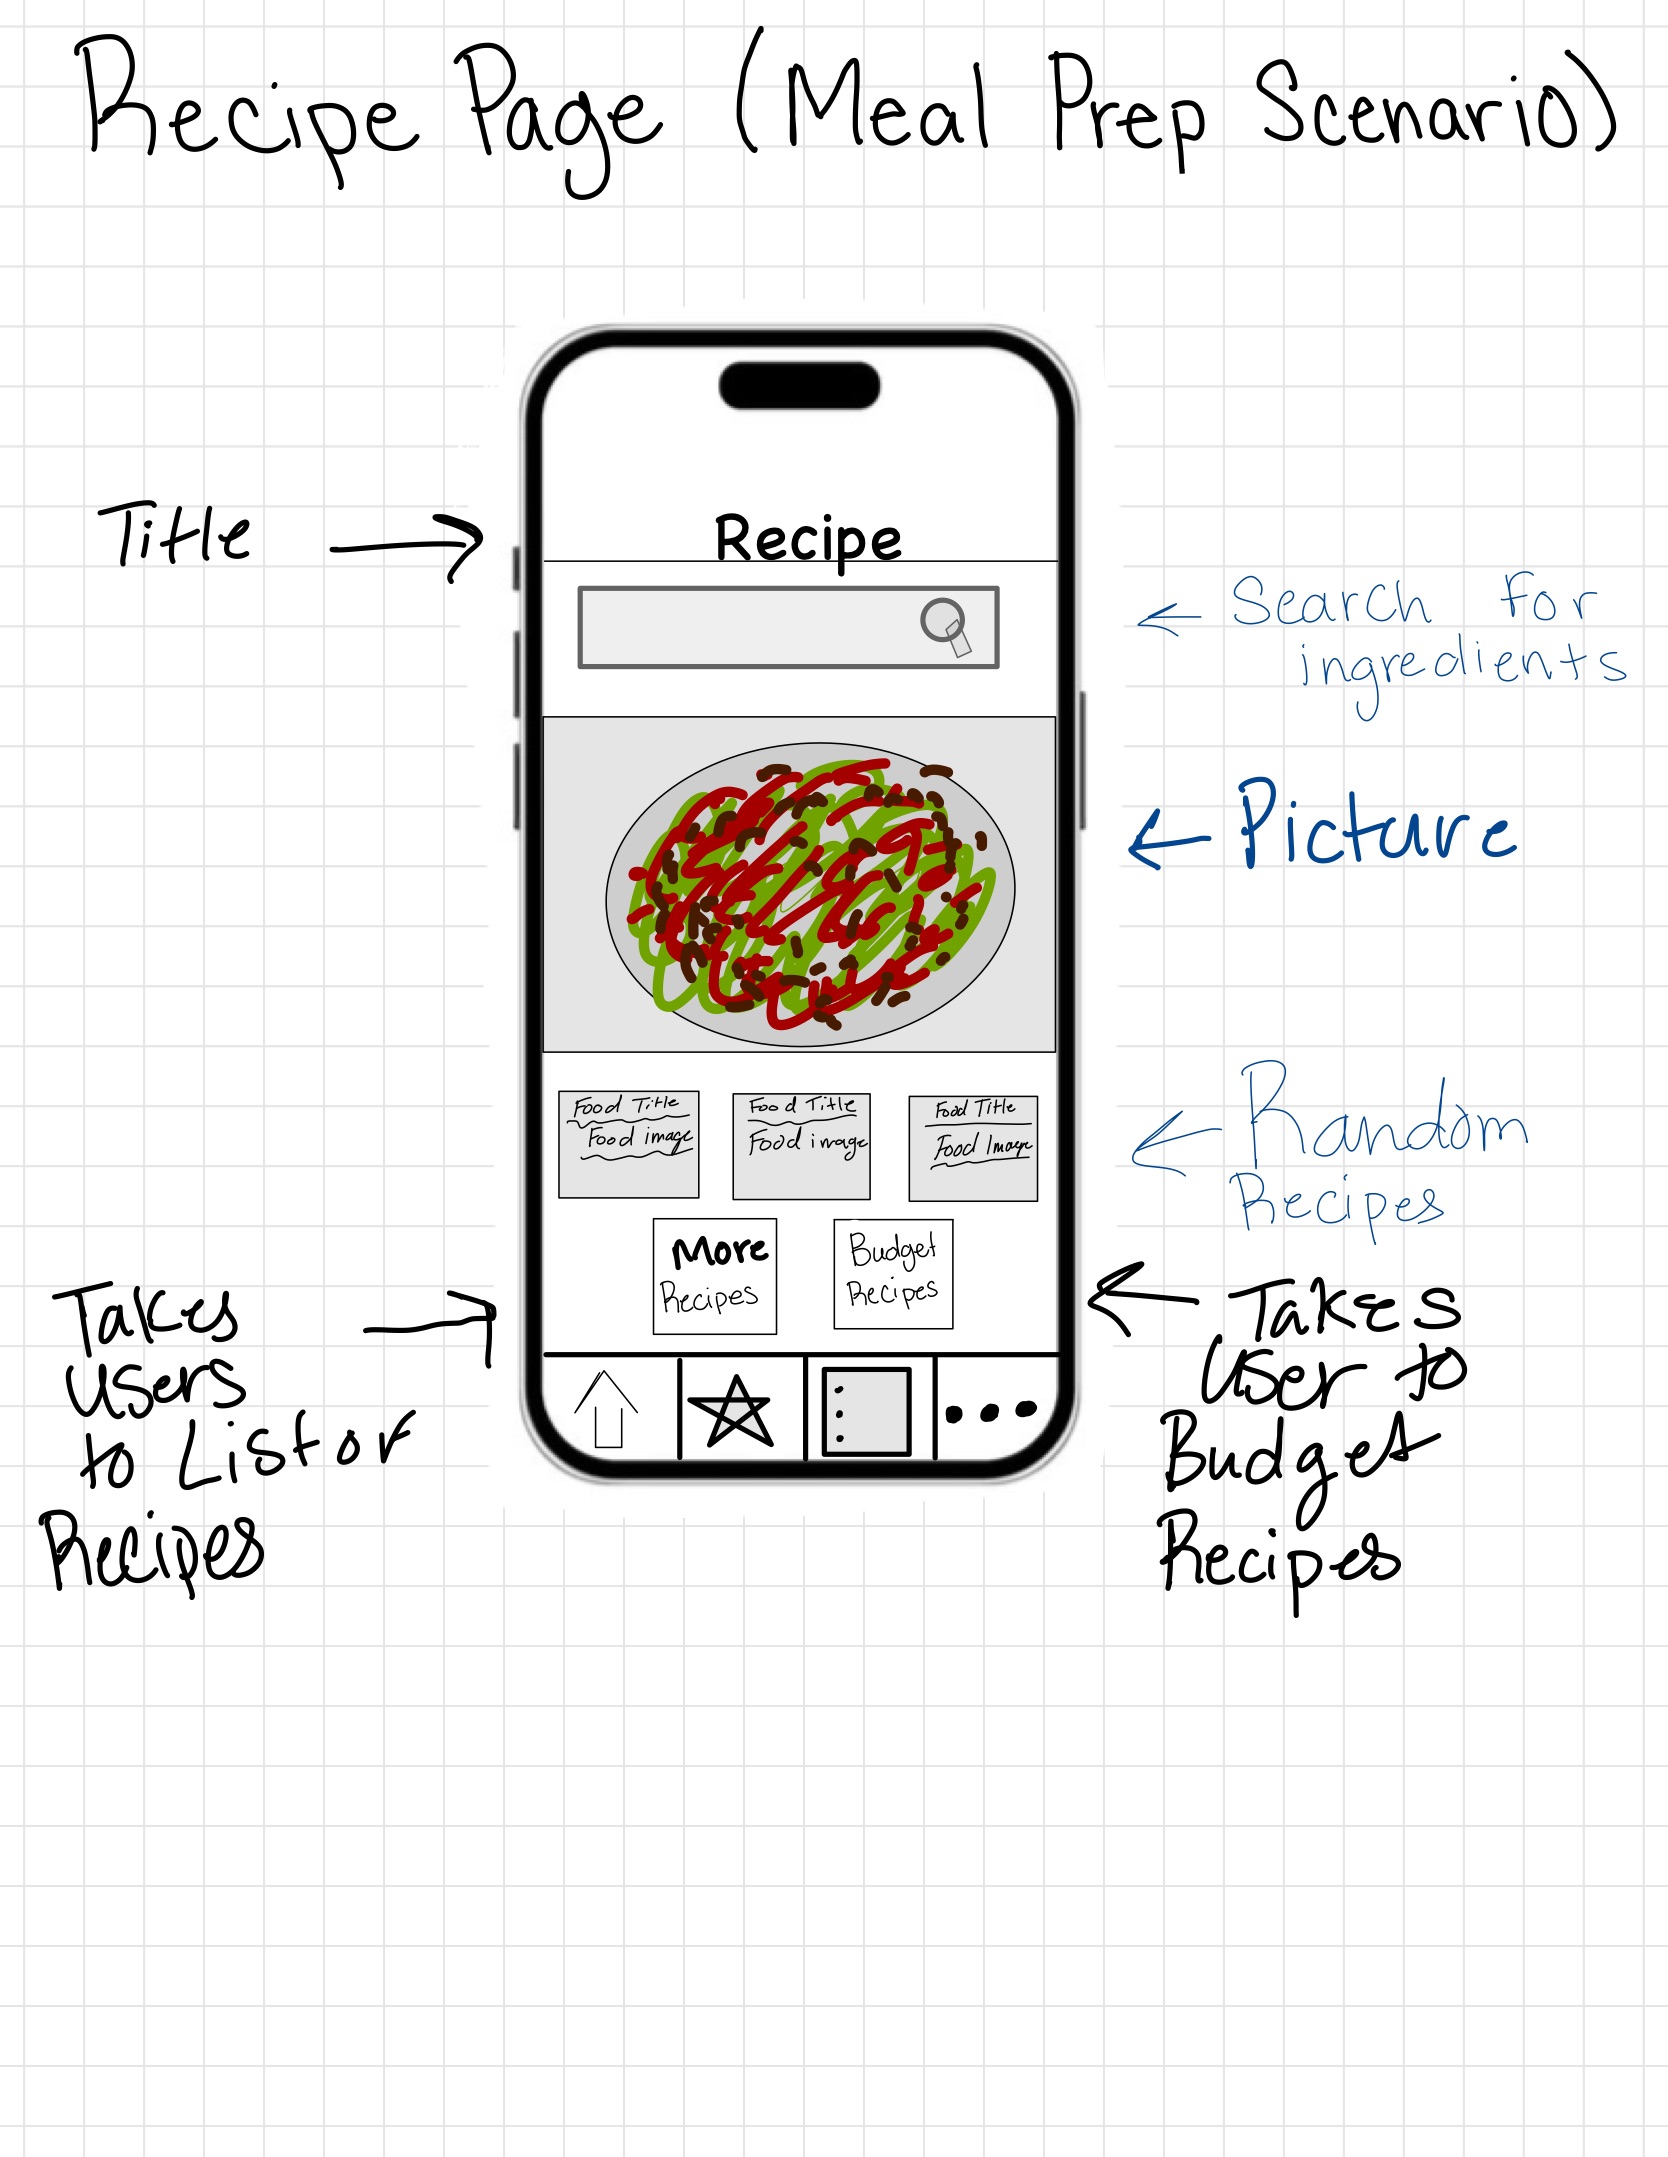 Recipe Page (Meal Prep Scenario)
Title
Recipe
Search for
ingredients
Picture
Food Title
Food image
Food Title
Food image
Food Title
Food Image
Random
Recipes
More
Recipes
Budget
Recipes
Takes
users
to List or
Recipes
Takes
User to
Budget
Recipes